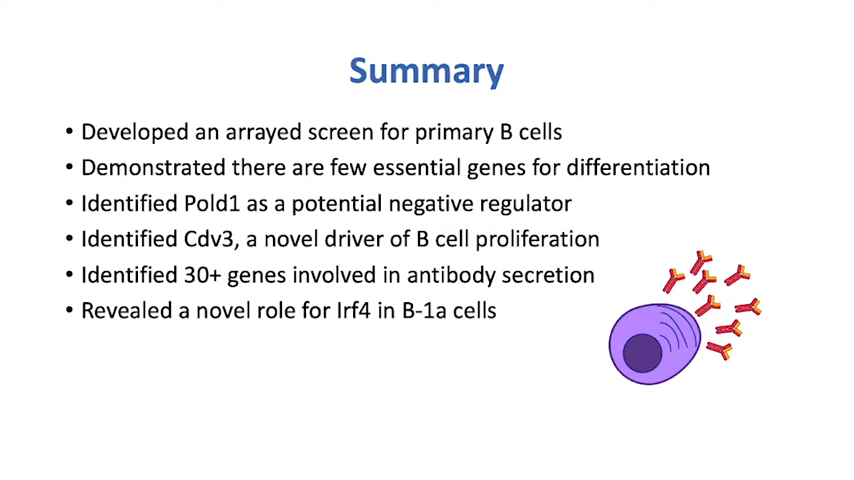 Summary
• Developed an arrayed screen for primary B cells
• Demonstrated there are few essential genes for differentiation
• Identified Pold1 as a potential negative regulator
• Identified Cdv3, a novel driver of B cell proliferation
• Identified 30+ genes involved in antibody secretion
• Revealed a novel role for Irf4 in B-1a cells